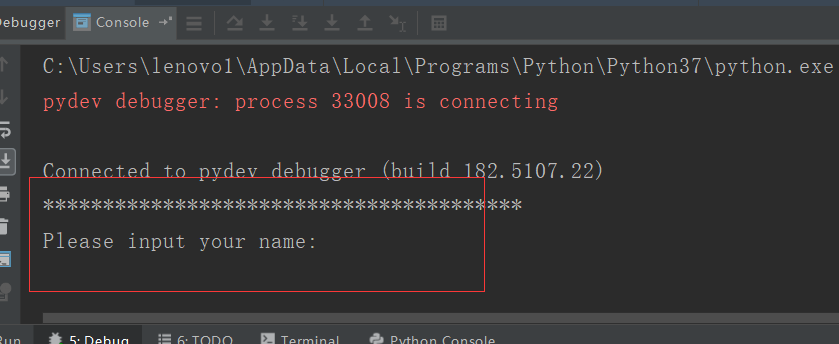 Debugger Console
C:\Users\lenovo1\AppData\Local\Programs\Python\Python37\python.exe
pydev debugger: process 33008 is connecting
Connected to pydev debugger (build 182.5107.22)
****************************************
Please input your name:
Run 5: Debug 6: TODO Terminal Python Console